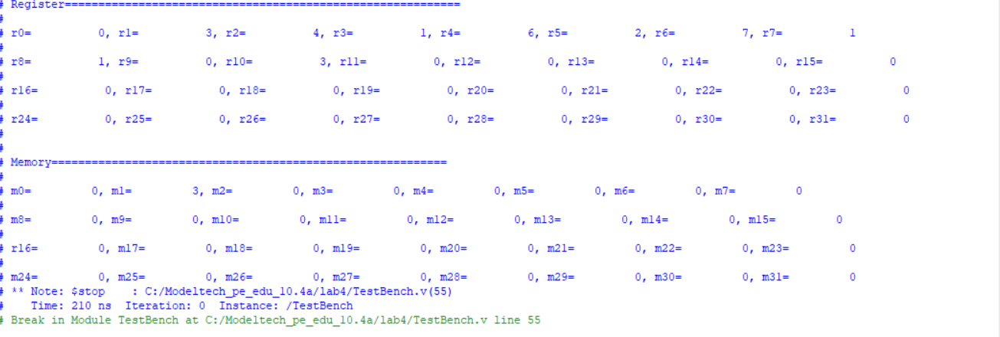 # Register===========================================================
#
# r0=          0, r1=          3, r2=          4, r3=          1, r4=          6, r5=          2, r6=          7, r7=          1
#
# r8=          1, r9=          0, r10=          3, r11=          0, r12=          0, r13=          0, r14=          0, r15=          0
#
# r16=          0, r17=          0, r18=          0, r19=          0, r20=          0, r21=          0, r22=          0, r23=          0
#
# r24=          0, r25=          0, r26=          0, r27=          0, r28=          0, r29=          0, r30=          0, r31=          0
#
#
# Memory===========================================================
#
# m0=          0, m1=          3, m2=          0, m3=          0, m4=          0, m5=          0, m6=          0, m7=          0
#
# m8=          0, m9=          0, m10=          0, m11=          0, m12=          0, m13=          0, m14=          0, m15=          0
#
# r16=          0, m17=          0, m18=          0, m19=          0, m20=          0, m21=          0, m22=          0, m23=          0
#
# m24=          0, m25=          0, m26=          0, m27=          0, m28=          0, m29=          0, m30=          0, m31=          0
# ** Note: $stop    : C:/Modeltech_pe_edu_10.4a/lab4/TestBench.v(55)
#    Time: 210 ns  Iteration: 0  Instance: /TestBench
# Break in Module TestBench at C:/Modeltech_pe_edu_10.4a/lab4/TestBench.v line 55